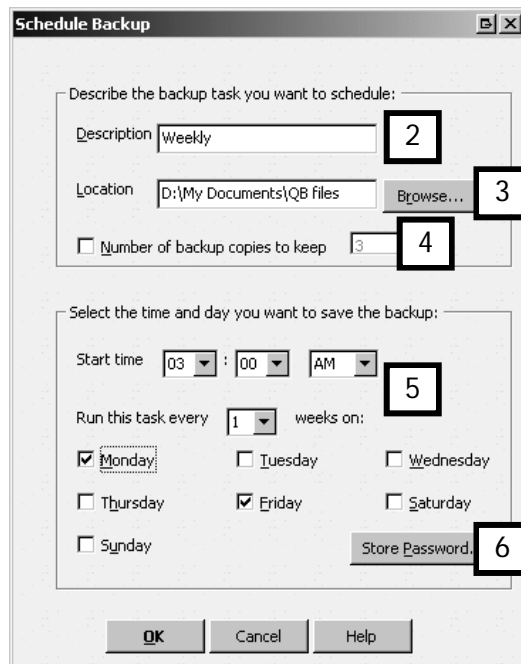 Schedule Backup
Describe the backup task you want to schedule:
Description Weekly 2
Location D:\My Documents\QB files Browse... 3
Number of backup copies to keep 3 4
Select the time and day you want to save the backup:
Start time 03 : 00 AM
5
Run this task every 1 weeks on:
Monday Tuesday Wednesday
Thursday Friday Saturday
Sunday Store Password. 6
OK Cancel Help